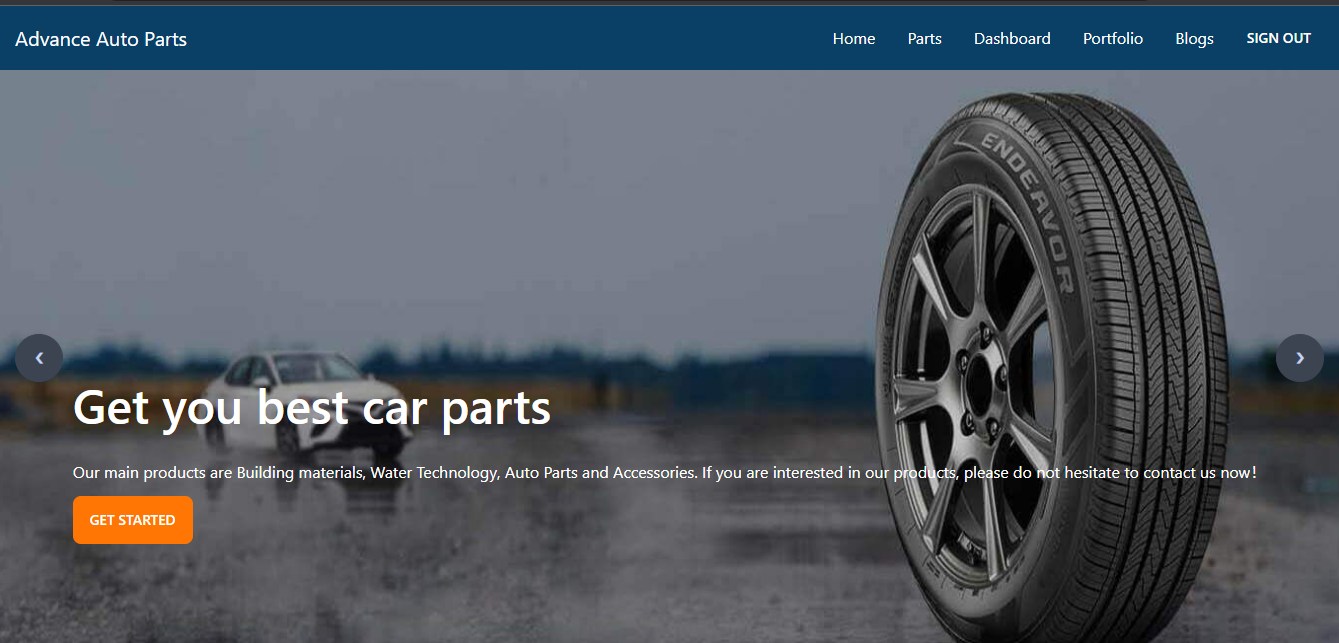 Advance Auto Parts
Home Parts Dashboard Portfolio Blogs SIGN OUT
ENDEAVOR
‹ ›
Get you best car parts
Our main products are Building materials, Water Technology, Auto Parts and Accessories. If you are interested in our products, please do not hesitate to contact us now!
GET STARTED